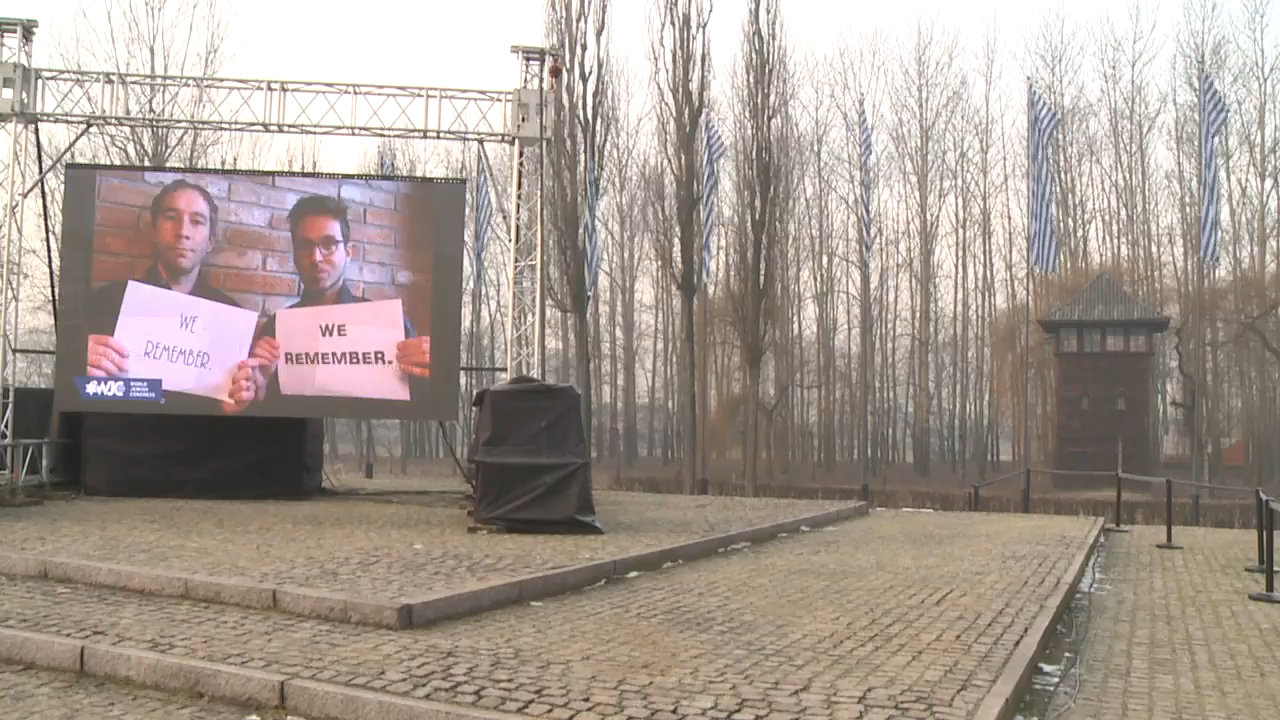 WE
REMEMBER.
WE
REMEMBER.
WJC
WORLD
JEWISH
CONGRESS